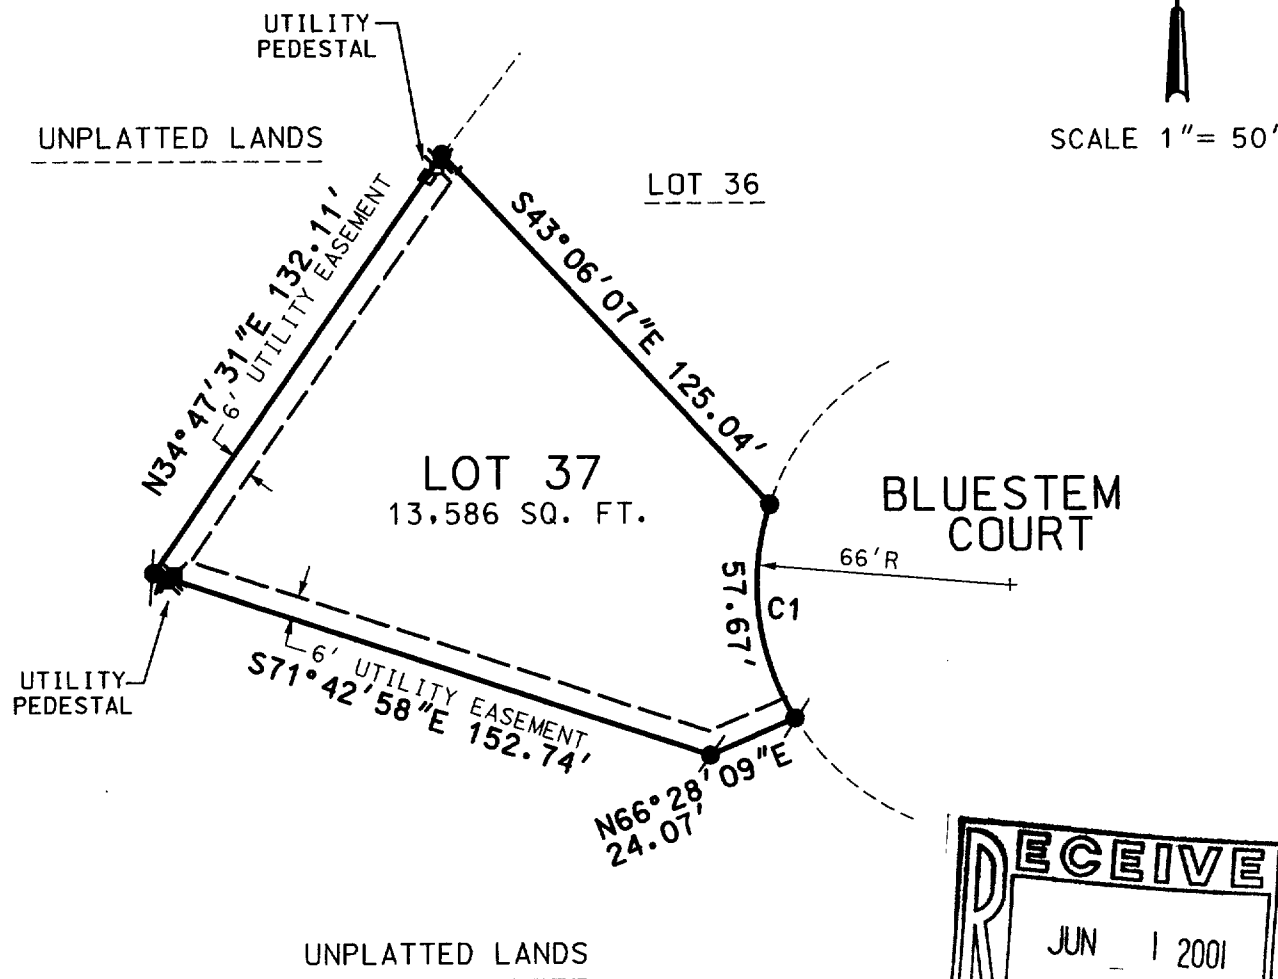 UTILITY
PEDESTAL
UNPLATTED LANDS
SCALE 1"= 50'
LOT 36
N34°47'31"E 132.11'
6' UTILITY EASEMENT
S43°06'07"E 125.04'
LOT 37
13,586 SQ. FT.
BLUESTEM
COURT
66'R
57.67'
C1
UTILITY
PEDESTAL
6' UTILITY EASEMENT
S71°42'58"E 152.74'
N66°28'09"E
24.07'
RECEIVE
JUN 1 2001
UNPLATTED LANDS